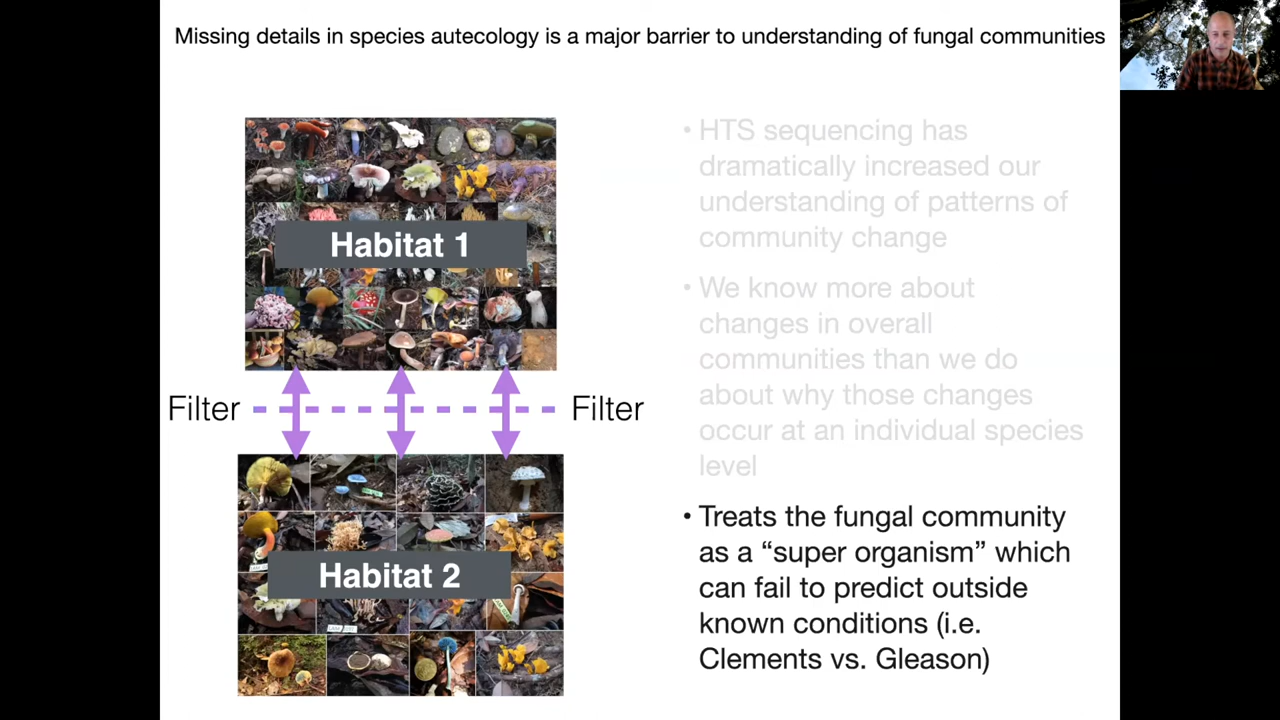 Missing details in species autecology is a major barrier to understanding of fungal communities
Habitat 1
Filter
Filter
Habitat 2
• HTS sequencing has
dramatically increased our
understanding of patterns of
community change
• We know more about
changes in overall
communities than we do
about why those changes
occur at an individual species
level
• Treats the fungal community
as a “super organism” which
can fail to predict outside
known conditions (i.e.
Clements vs. Gleason)